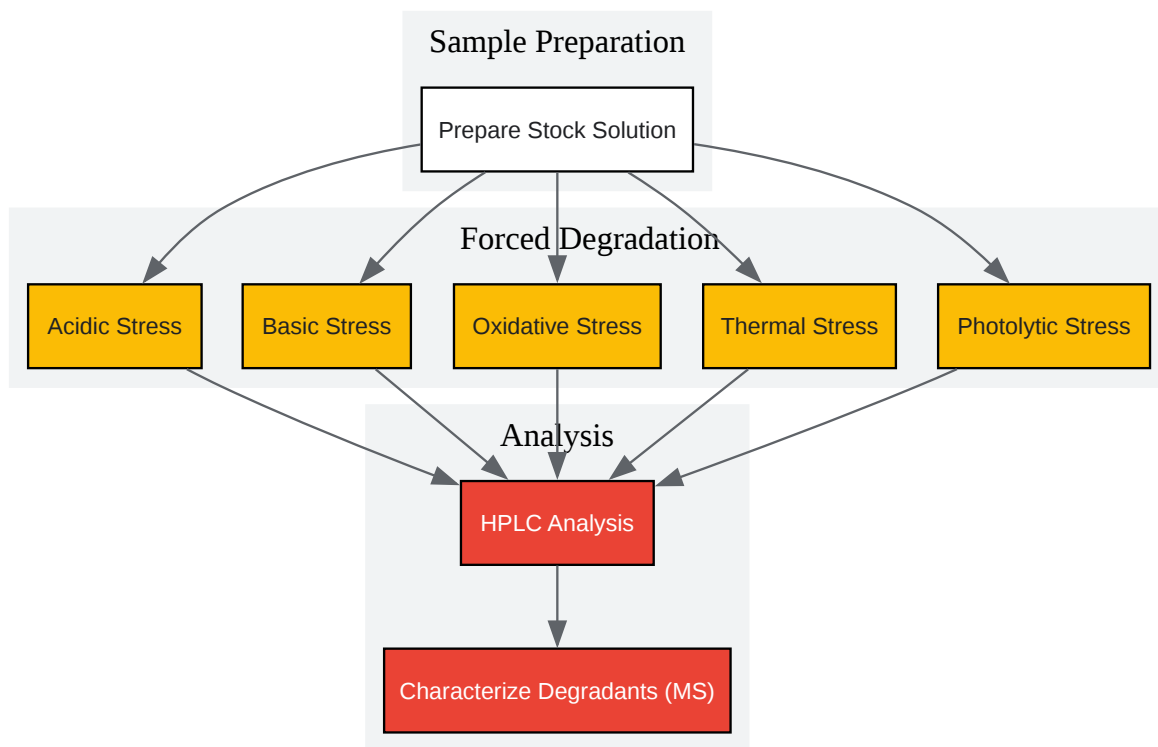 Sample Preparation
Prepare Stock Solution
Forced Degradation
Acidic Stress
Basic Stress
Oxidative Stress
Thermal Stress
Photolytic Stress
Analysis
HPLC Analysis
Characterize Degradants (MS)